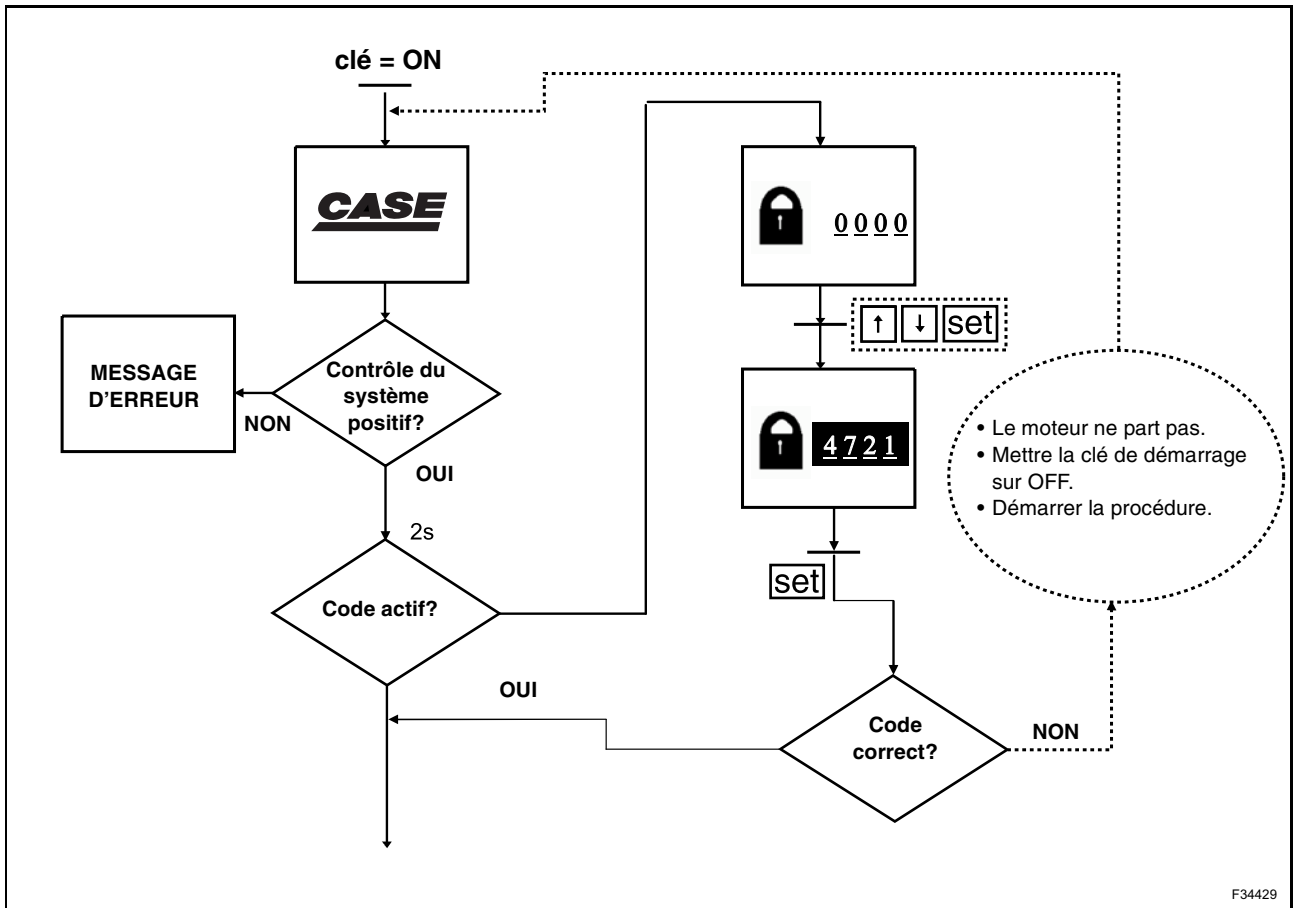 clé = ON
CASE
Contrôle du
système
positif?
NON
MESSAGE
D'ERREUR
OUI
2s
Code actif?
0000
↑ ↓ set
4721
set
Code
correct?
OUI
NON
• Le moteur ne part pas.
• Mettre la clé de démarrage
sur OFF.
• Démarrer la procédure.
F34429